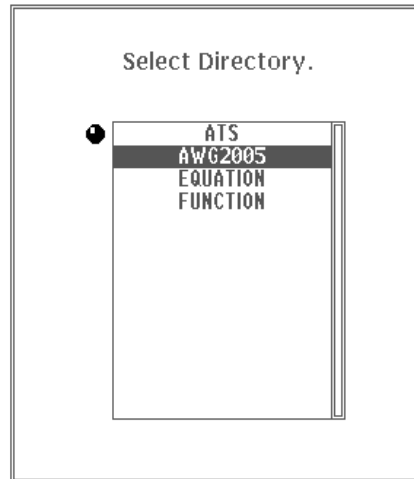 Select Directory.
ATS
AWG2005
EQUATION
FUNCTION